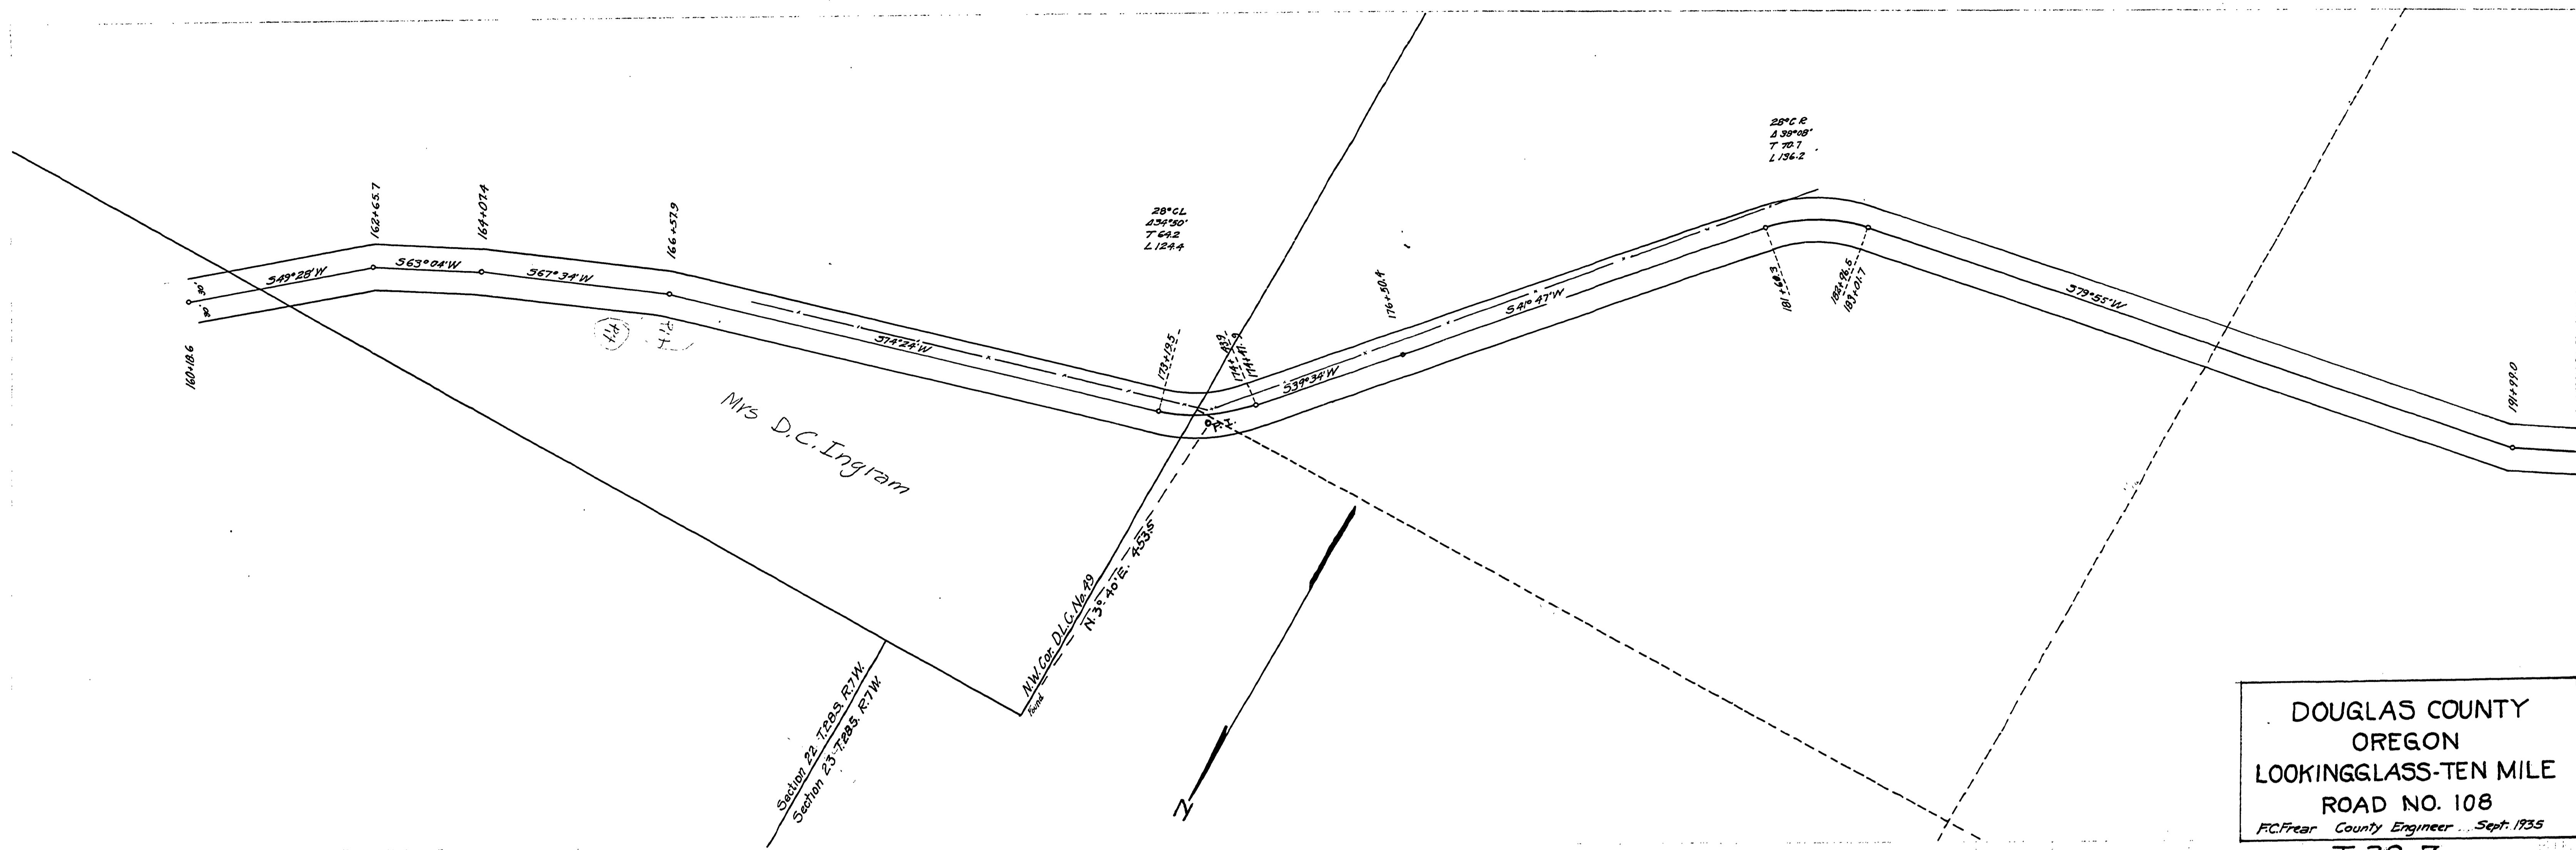 28°C R
Δ 38°08'
T 70.7
L 136.2
28°CL
Δ34°50'
T 64.2
L 124.4
162+65.7
164+07.4
166+57.9
S49°28'W
S63°04'W
S67°34'W
30'
30'
160+18.6
Pit
Pit
S74°24'W
173+19.5
174+47.9
P.I.
S39°34'W
176+50.4
S41°47'W
181+60.3
182+96.5
183+01.7
S79°55'W
191+99.0
Mrs D.C. Ingram
N.W. Cor. D.L.C. No. 49
Found
N. 3° 40' E. 453.5'
Section 22 T.28S. R.7W.
Section 23 T.28S. R.7W.
N
DOUGLAS COUNTY
OREGON
LOOKINGGLASS-TEN MILE
ROAD NO. 108
F.C.Frear County Engineer Sept. 1935